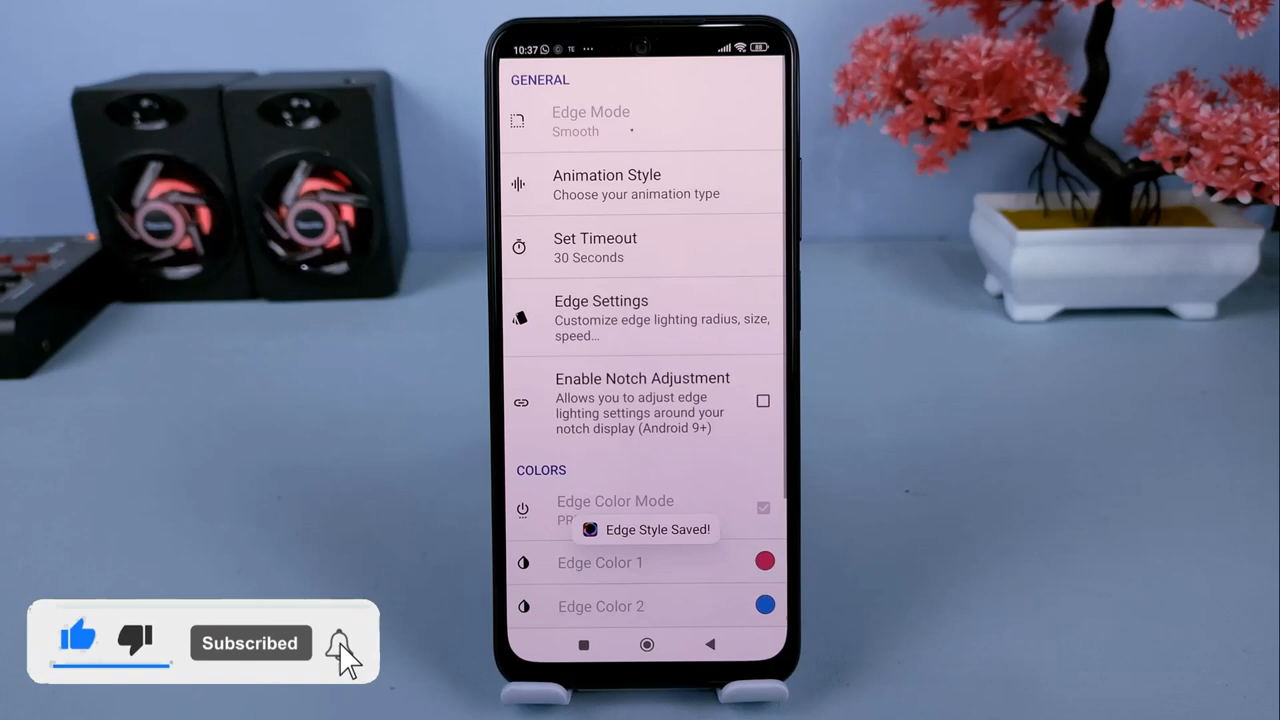 10:37 TE ... 88
GENERAL
Edge Mode
Smooth
Animation Style
Choose your animation type
Set Timeout
30 Seconds
Edge Settings
Customize edge lighting radius, size,
speed...
Enable Notch Adjustment
Allows you to adjust edge
lighting settings around your
notch display (Android 9+)
COLORS
Edge Color Mode
Edge Style Saved!
Edge Color 1
Edge Color 2
Subscribed